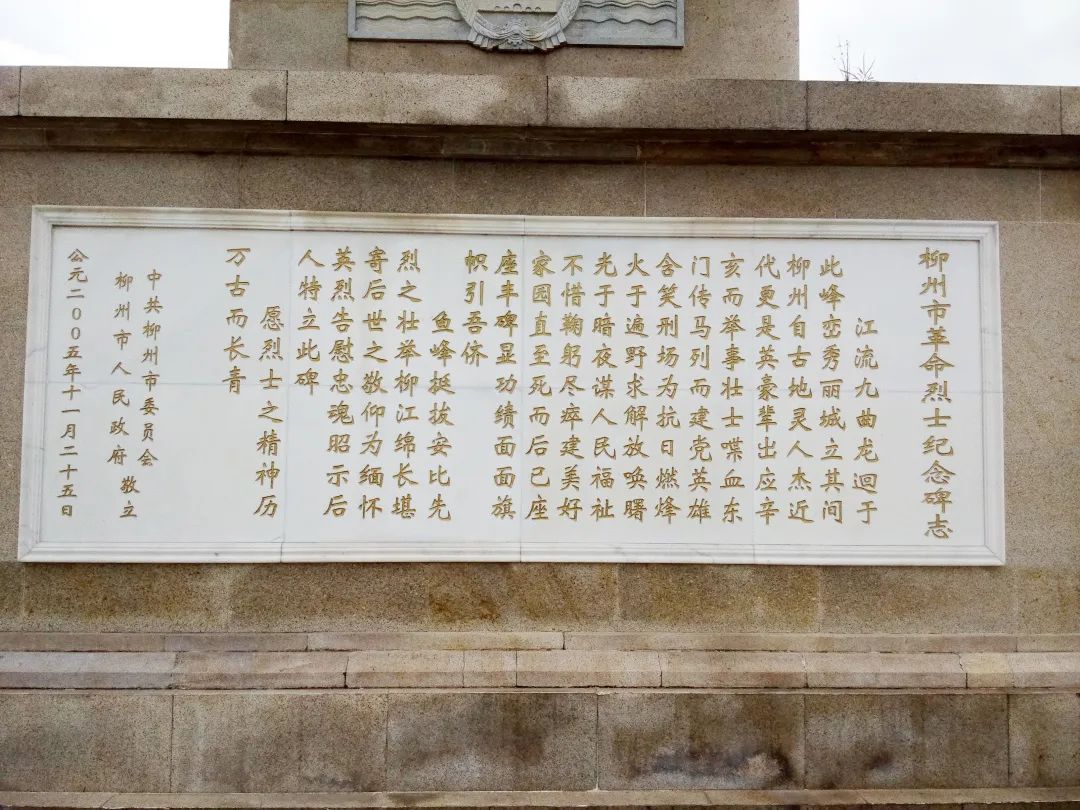 柳州市革命烈士纪念碑志
江流九曲龙迴于
此峰峦秀丽城立其间
柳州自古地灵人杰近
代更是英豪辈出应辛
亥而举事壮士喋血东
门传马列而建党英雄
含笑刑场为抗日燃烽
火于遍野求解放唤曙
光于暗夜谋人民福祉
不惜鞠躬尽瘁建美好
家园直至死而后已座
座丰碑显功绩面面旗
帜引吾侪
鱼峰挺拔安比先
烈之壮举柳江绵长堪
寄后世之敬仰为缅怀
英烈告慰忠魂昭示后
人特立此碑
愿烈士之精神历
万古而长青
中共柳州市委员会
柳州市人民政府 敬立
公元二00五年十一月二十五日